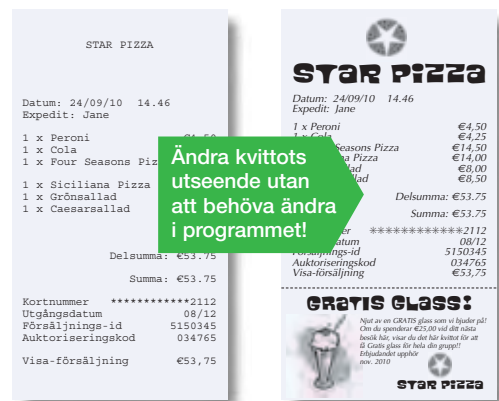 STAR PIZZA
Datum: 24/09/10 14.46
Expedit: Jane
1 x Peroni
1 x Cola
1 x Four Seasons
1 x Siciliana Pizza
1 x Grönsallad
1 x Caesarsallad
Delsumma: €53.75
Summa: €53.75
Kortnummer ************2112
Utgångsdatum 08/12
Försäljnings-id 5150345
Auktoriseringskod 034765
Visa-försäljning €53,75
Ändra kvittots
utseende utan
att behöva ändra
i programmet!
STAR PIZZA
Datum: 24/09/10 14.46
Expedit: Jane
1 x Peroni €4,50
1 x Cola €4,25
Seasons Pizza €14,50
Pizza €14,00
€8,00
€8,50
Delsumma: €53.75
Summa: €53.75
************2112
08/12
5150345
Auktoriseringskod 034765
Visa-försäljning €53,75
GRATIS GLASS!
Njut av en GRATIS glass som vi bjuder på!
Om du spenderar €25,00 vid ditt nästa
besök här, visar du det här kvittot för att
få Gratis glass för hela din grupp!!
Erbjudandet upphör
nov. 2010
STAR PIZZA